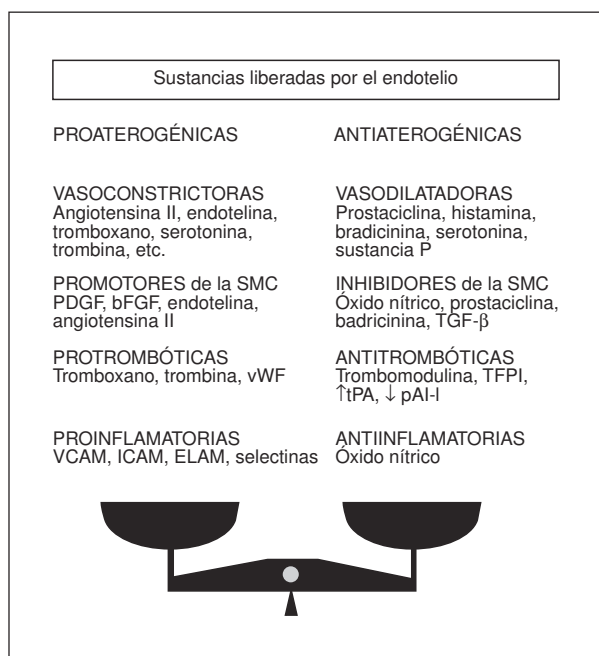 Sustancias liberadas por el endotelio
PROATEROGÉNICAS
VASOCONSTRICTORAS
Angiotensina II, endotelina,
tromboxano, serotonina,
trombina, etc.
PROMOTORES de la SMC
PDGF, bFGF, endotelina,
angiotensina II
PROTROMBÓTICAS
Tromboxano, trombina, vWF
PROINFLAMATORIAS
VCAM, ICAM, ELAM, selectinas
ANTIATEROGÉNICAS
VASODILATADORAS
Prostaciclina, histamina,
bradicinina, serotonina,
sustancia P
INHIBIDORES de la SMC
Óxido nítrico, prostaciclina,
badricinina, TGF-β
ANTITROMBÓTICAS
Trombomodulina, TFPI,
↑tPA, ↓ pAI-I
ANTIINFLAMATORIAS
Óxido nítrico